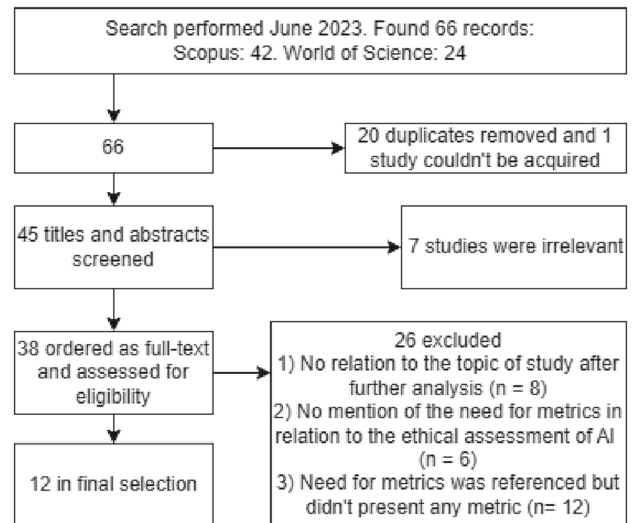 Search performed June 2023. Found 66 records:
Scopus: 42. World of Science: 24
66
20 duplicates removed and 1
study couldn't be acquired
45 titles and abstracts
screened
7 studies were irrelevant
38 ordered as full-text
and assessed for
eligibility
26 excluded
1) No relation to the topic of study after
further analysis (n = 8)
2) No mention of the need for metrics in
relation to the ethical assessment of AI
(n = 6)
3) Need for metrics was referenced but
didn't present any metric (n= 12)
12 in final selection